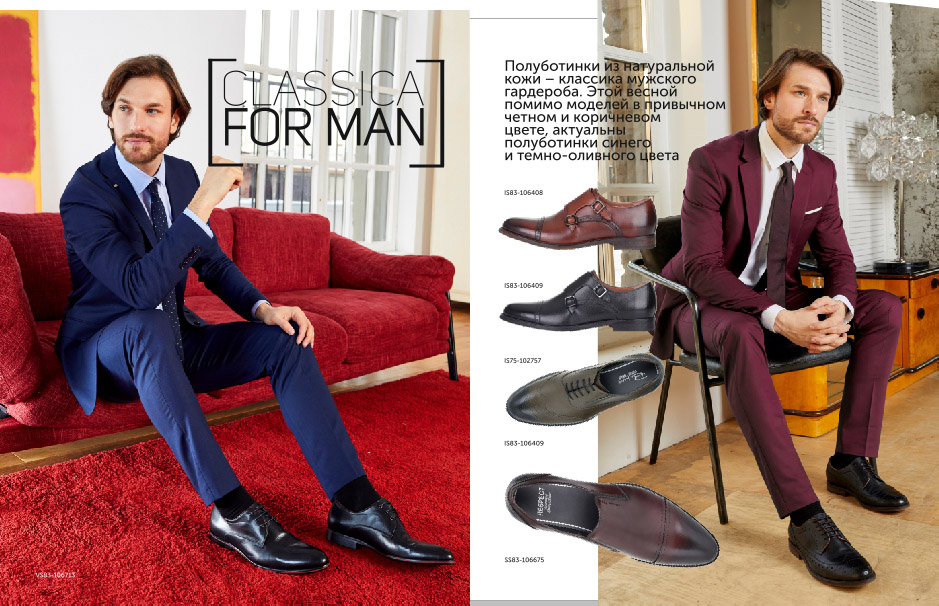 CLASSICA
FOR MAN
VS83-106713
Полуботинки из натуральной
кожи – классика мужского
гардероба. Этой весной
помимо моделей в привычном
четном и коричневом
цвете, актуальны
полуботинки синего
и темно-оливного цвета
IS83-106408
IS83-106409
IS75-102757
IS83-106409
RESPECT
SS83-106675